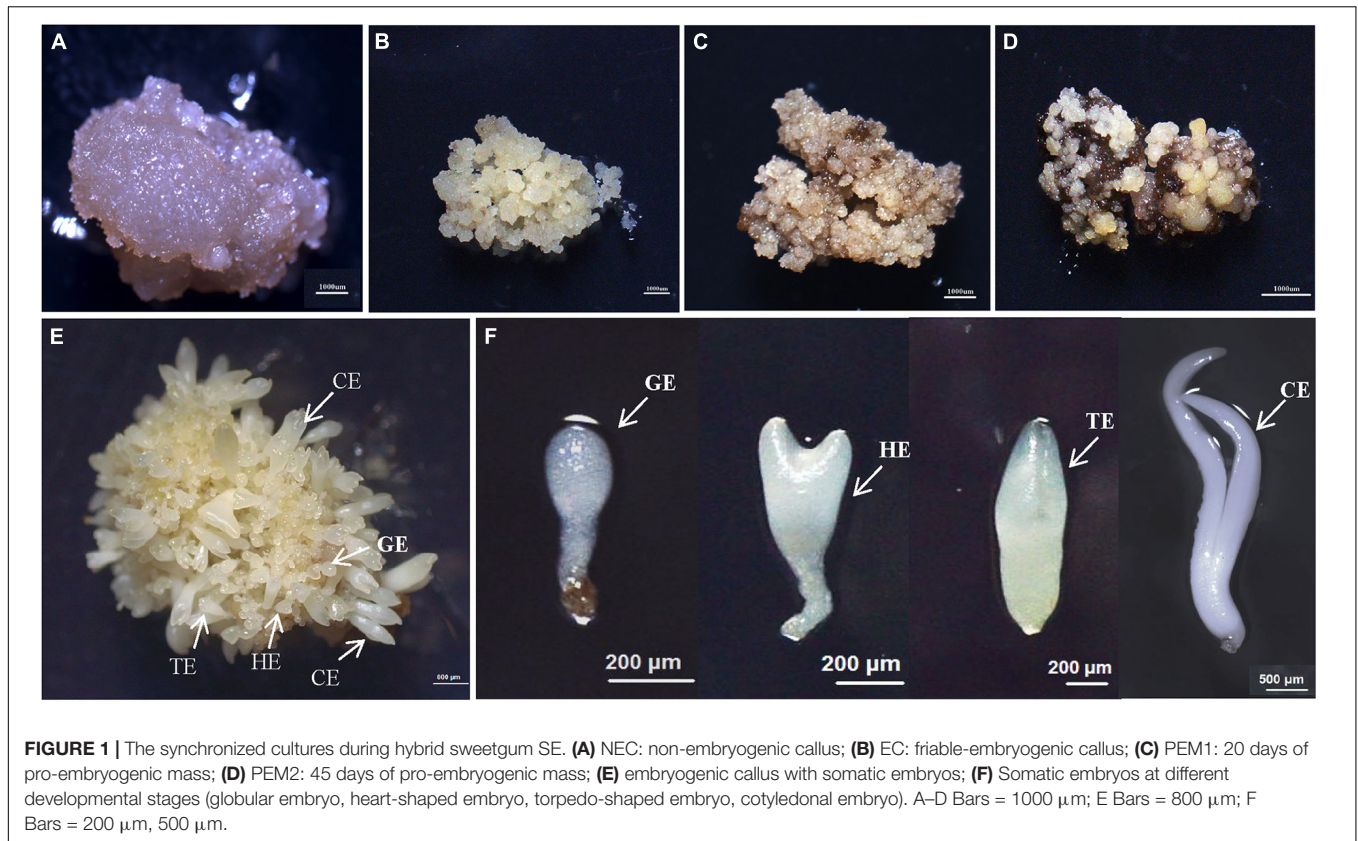 A
B
C
D
1000um
1000um
1000um
1000um
E
F
CE
GE
TE
HE
CE
GE
HE
TE
CE
200 µm
200 µm
200 µm
500 µm
FIGURE 1 | The synchronized cultures during hybrid sweetgum SE. (A) NEC: non-embryogenic callus; (B) EC: friable-embryogenic callus; (C) PEM1: 20 days of
pro-embryogenic mass; (D) PEM2: 45 days of pro-embryogenic mass; (E) embryogenic callus with somatic embryos; (F) Somatic embryos at different
developmental stages (globular embryo, heart-shaped embryo, torpedo-shaped embryo, cotyledonal embryo). A–D Bars = 1000 µm; E Bars = 800 µm; F
Bars = 200 µm, 500 µm.